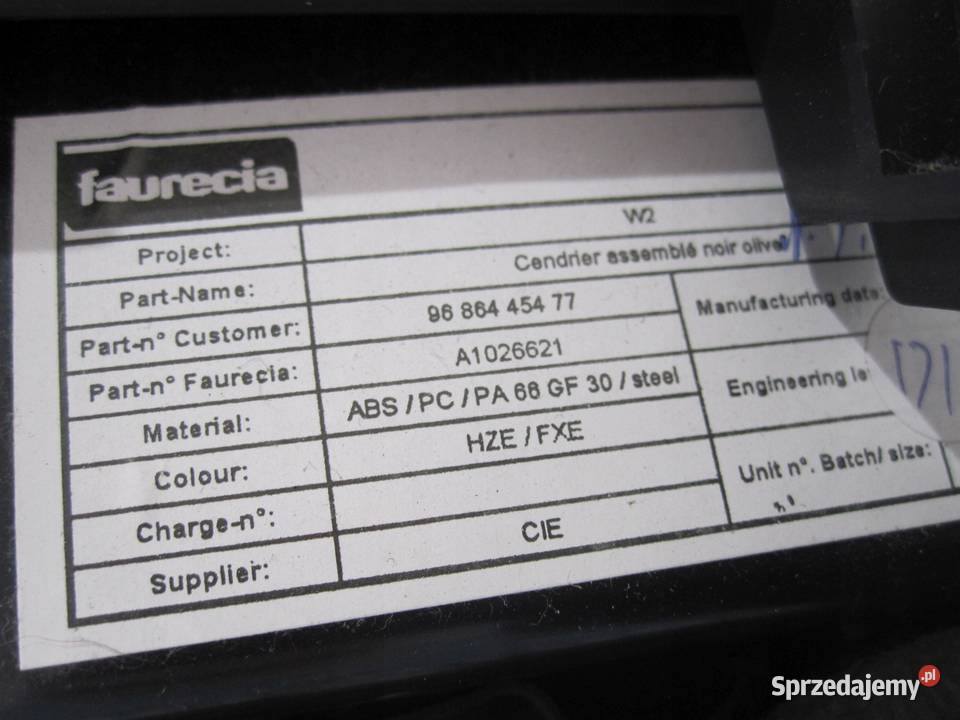 faurecia
Project: W2
Part-Name: Cendrier assemblé noir olive
Part-n° Customer: 96 864 454 77
Manufacturing date:
Part-n° Faurecia: A1026621
Material: ABS / PC / PA 66 GF 30 / steel
Engineering le
Colour: HZE / FXE
Charge-n°:
Unit n°. Batch/ size:
Supplier: CIE
Sprzedajemy.pl